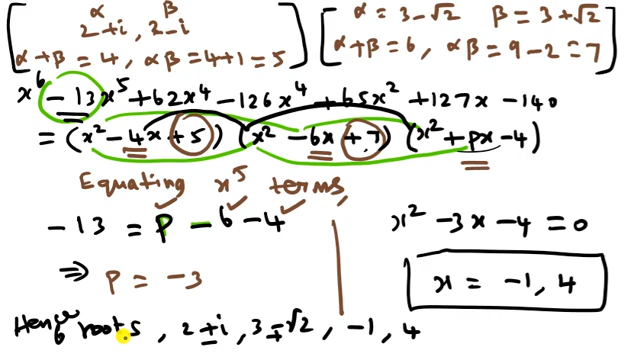 α β
2+i, 2-i
α+β = 4, αβ = 4+1 = 5
α = 3-√2 β = 3+√2
α+β = 6, αβ = 9-2 = 7
x⁶ - 13x⁵ + 62x⁴ - 126x⁴ + 65x² + 127x - 140
= (x² - 4x + 5) (x² - 6x + 7) (x² + px - 4)
Equating x⁵ terms,
-13 = p - 6 - 4
⇒ p = -3
x² - 3x - 4 = 0
x = -1, 4
Hence roots, 2±i, 3∓√2, -1, 4
6